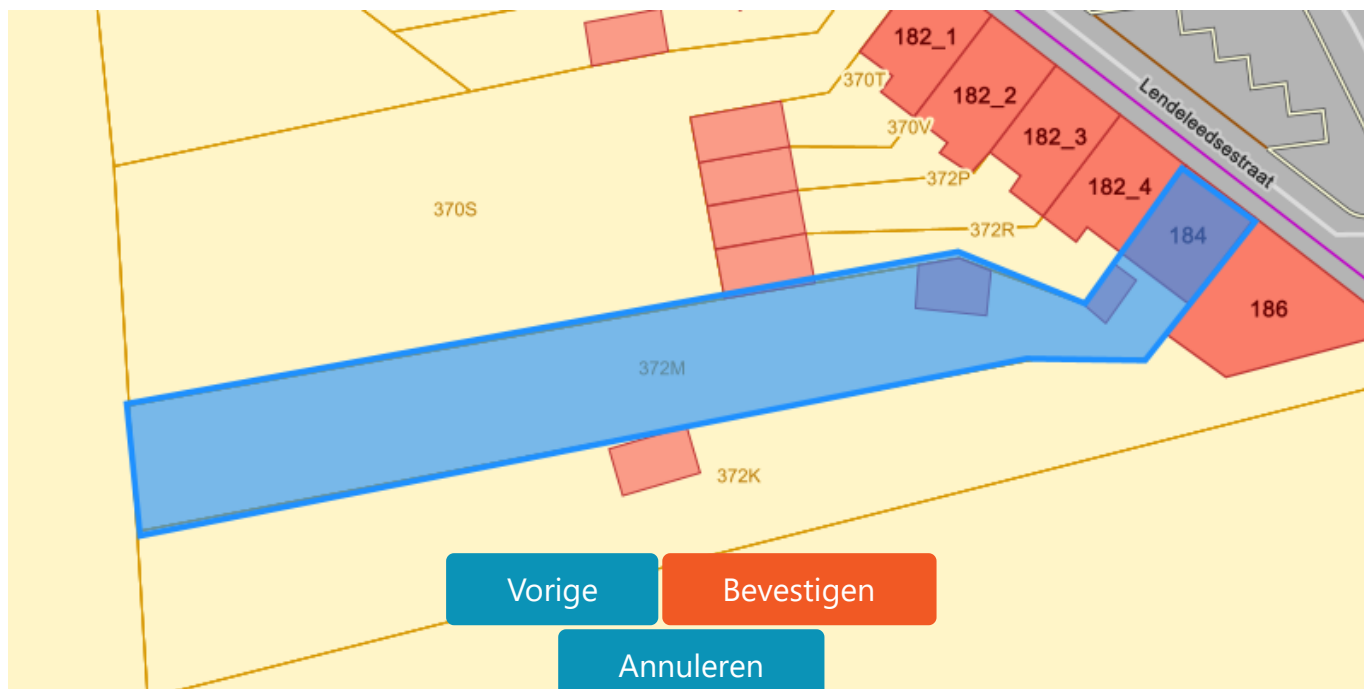 182_1
370T
182_2
Lendeleedsestraat
370V
182_3
372P
182_4
370S
372R
184
186
372M
372K
Vorige
Bevestigen
Annuleren